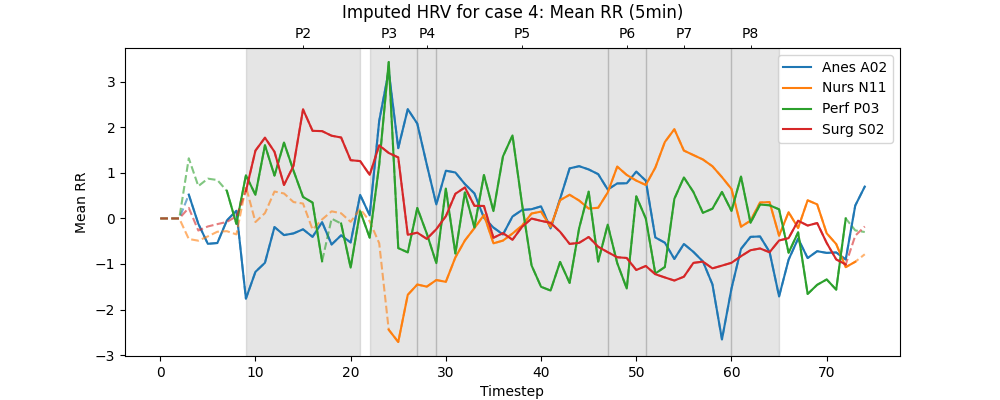 Imputed HRV for case 4: Mean RR (5min)
P2 P3 P4 P5 P6 P7 P8
Anes A02
Nurs N11
Perf P03
Surg S02
Mean RR
3
2
1
0
−1
−2
−3
0 10 20 30 40 50 60 70
Timestep